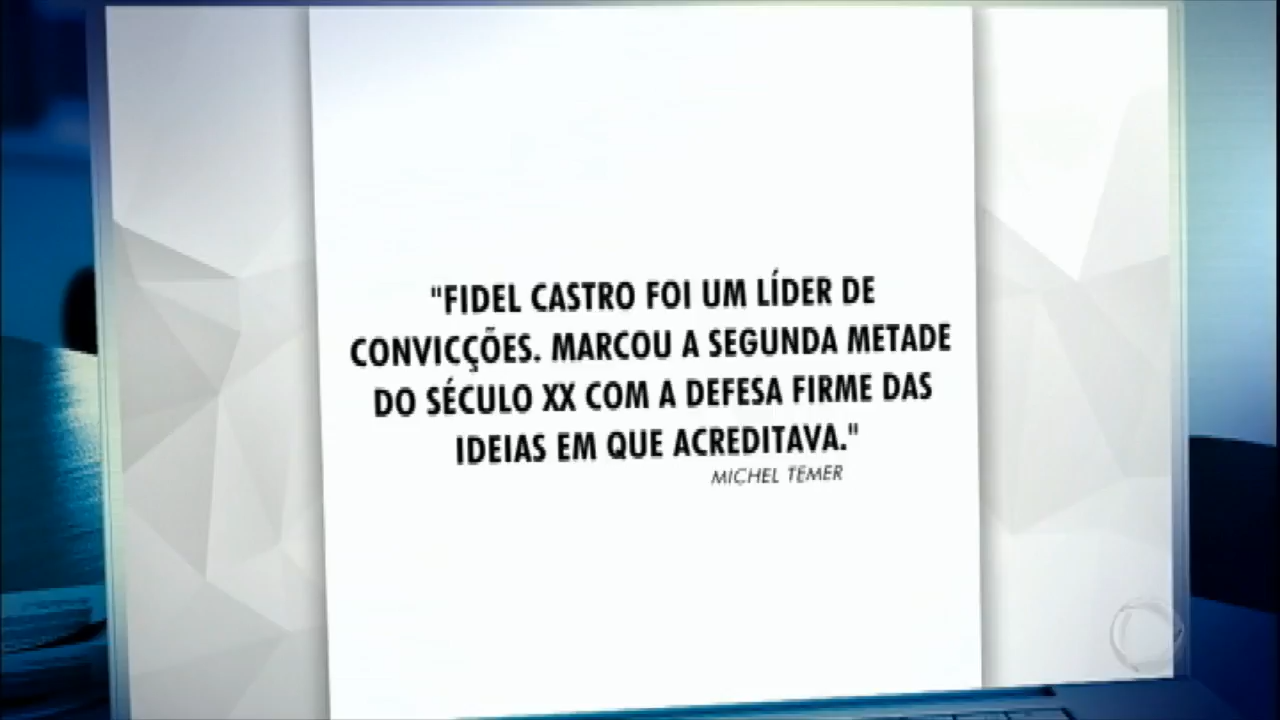 "FIDEL CASTRO FOI UM LÍDER DE
CONVICÇÕES. MARCOU A SEGUNDA METADE
DO SÉCULO XX COM A DEFESA FIRME DAS
IDEIAS EM QUE ACREDITAVA."
MICHEL TEMER